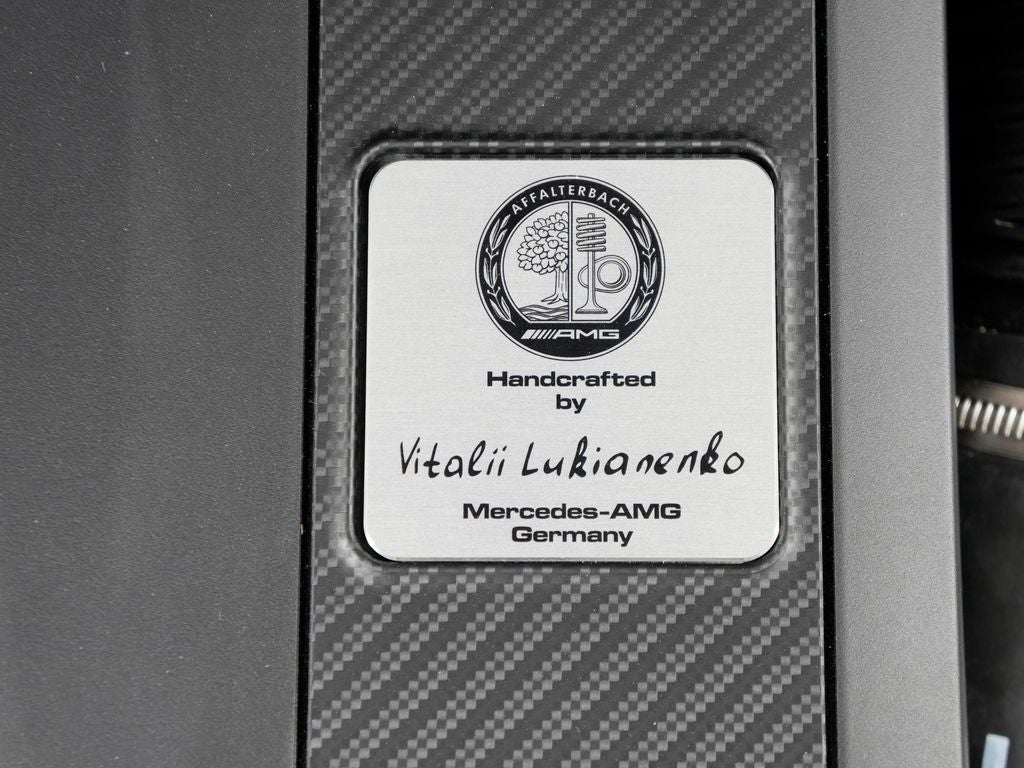 AFFALTERBACH
AMG
Handcrafted
by
Vitalii Lukianenko
Mercedes-AMG
Germany